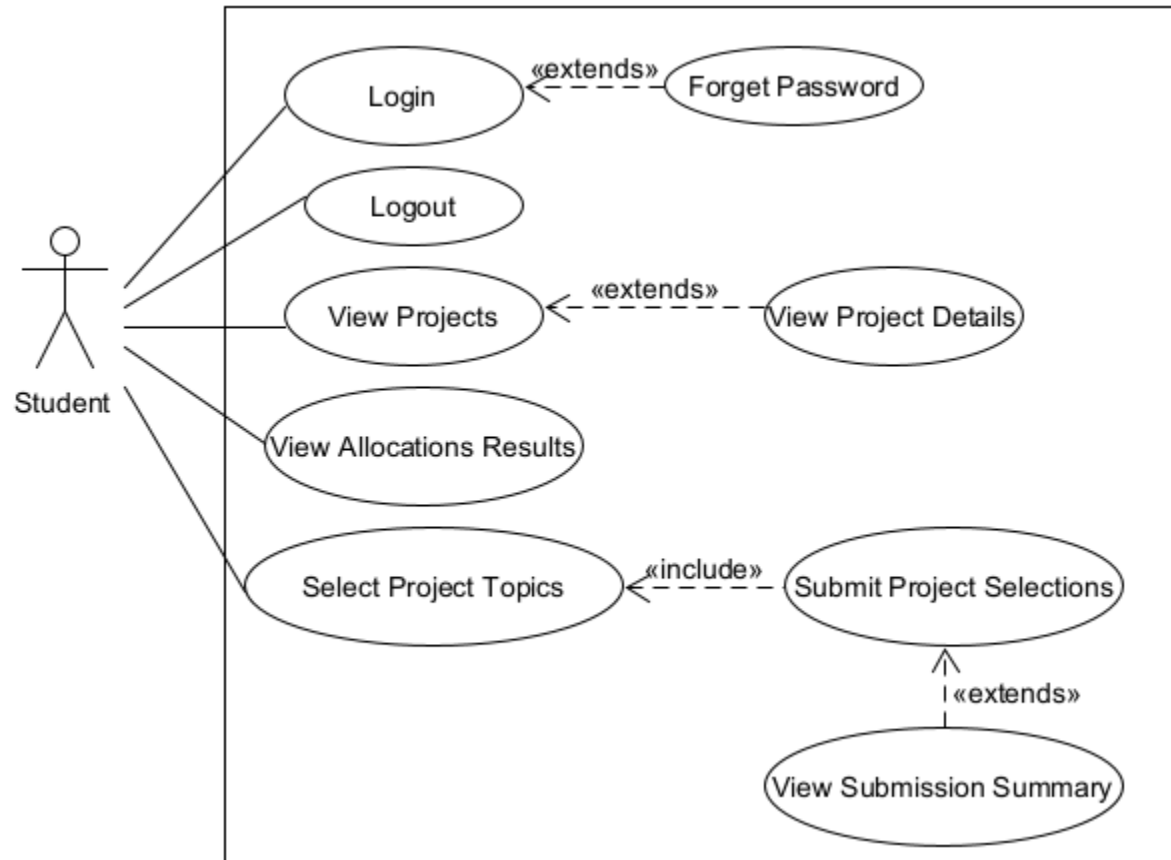 Login
«extends»
Forget Password
Logout
View Projects
«extends»
View Project Details
Student
View Allocations Results
Select Project Topics
«include»
Submit Project Selections
«extends»
View Submission Summary